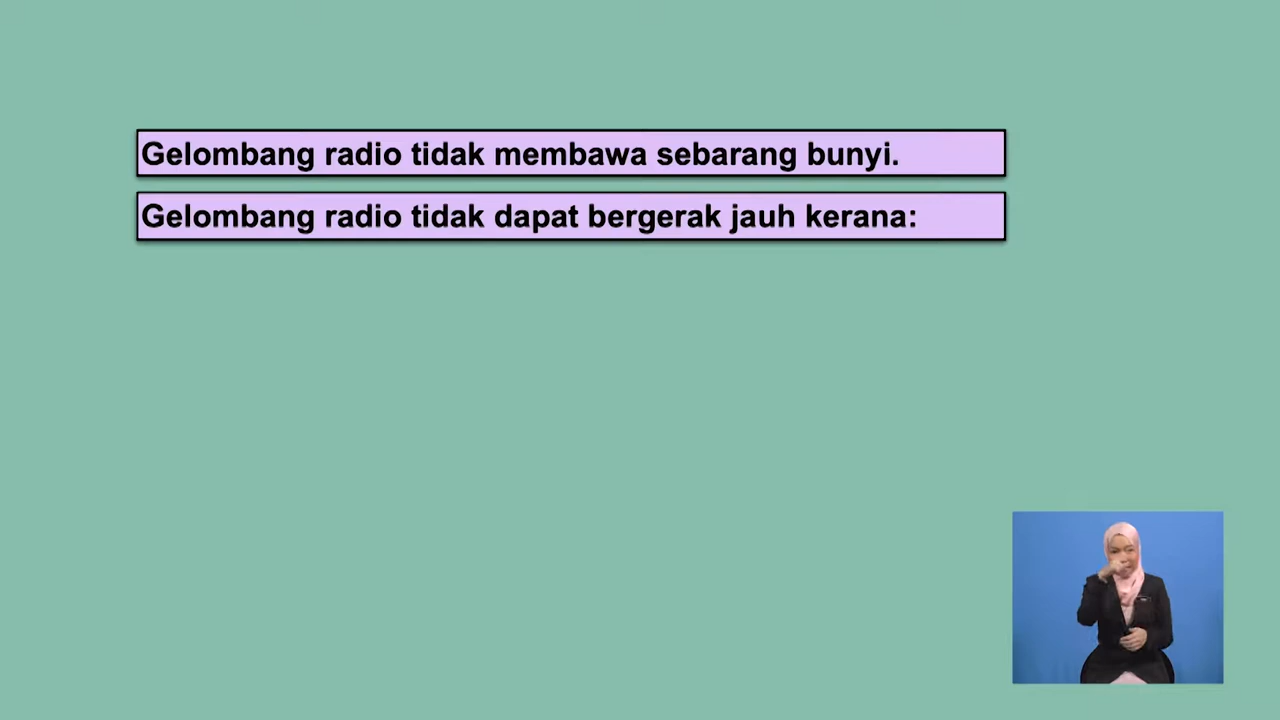 Gelombang radio tidak membawa sebarang bunyi.
Gelombang radio tidak dapat bergerak jauh kerana: